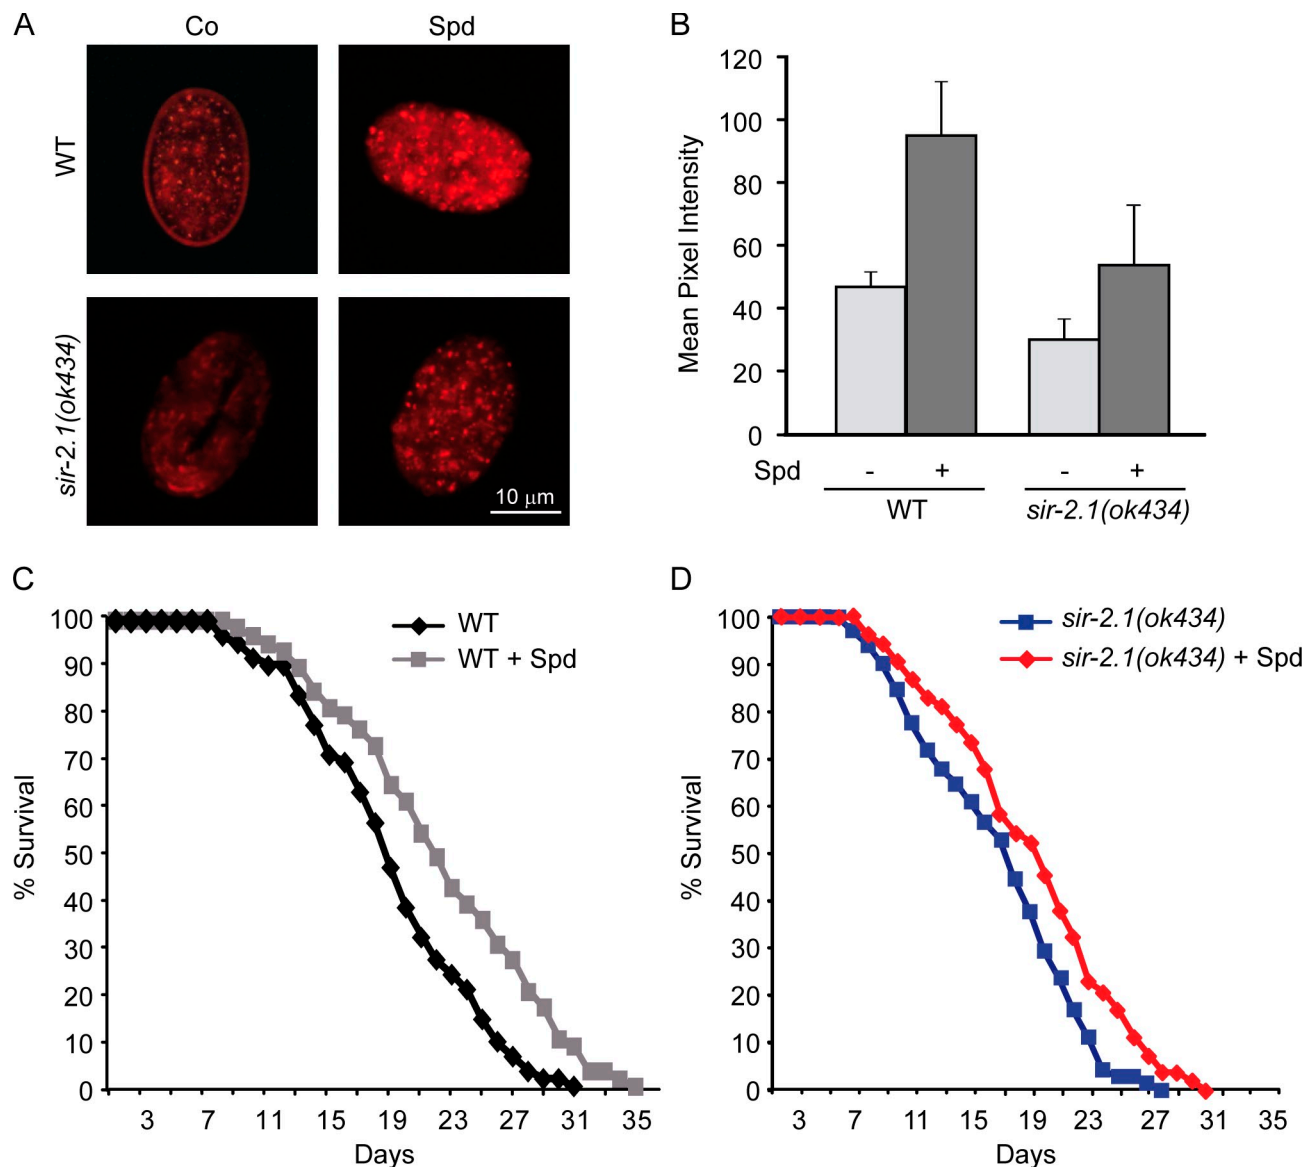 A
Co
Spd
WT
sir-2.1(ok434)
10 μm
B
Mean Pixel Intensity
120
100
80
60
40
20
0
Spd - + - +
WT sir-2.1(ok434)
C
% Survival
100
90
80
70
60
50
40
30
20
10
0
3 7 11 15 19 23 27 31 35
Days
WT
WT + Spd
D
% Survival
100
90
80
70
60
50
40
30
20
10
0
3 7 11 15 19 23 27 31 35
Days
sir-2.1(ok434)
sir-2.1(ok434) + Spd